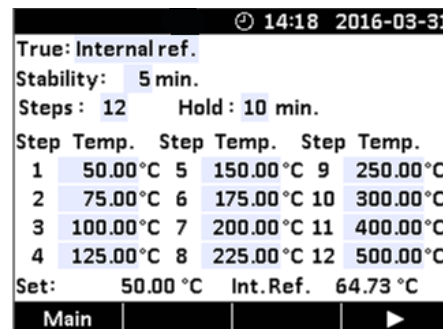 14:18 2016-03-31
True: Internal ref.
Stability: 5 min.
Steps: 12 Hold: 10 min.
Step Temp. Step Temp. Step Temp.
1 50.00°C 5 150.00°C 9 250.00°C
2 75.00°C 6 175.00°C 10 300.00°C
3 100.00°C 7 200.00°C 11 400.00°C
4 125.00°C 8 225.00°C 12 500.00°C
Set: 50.00 °C Int.Ref. 64.73 °C
Main